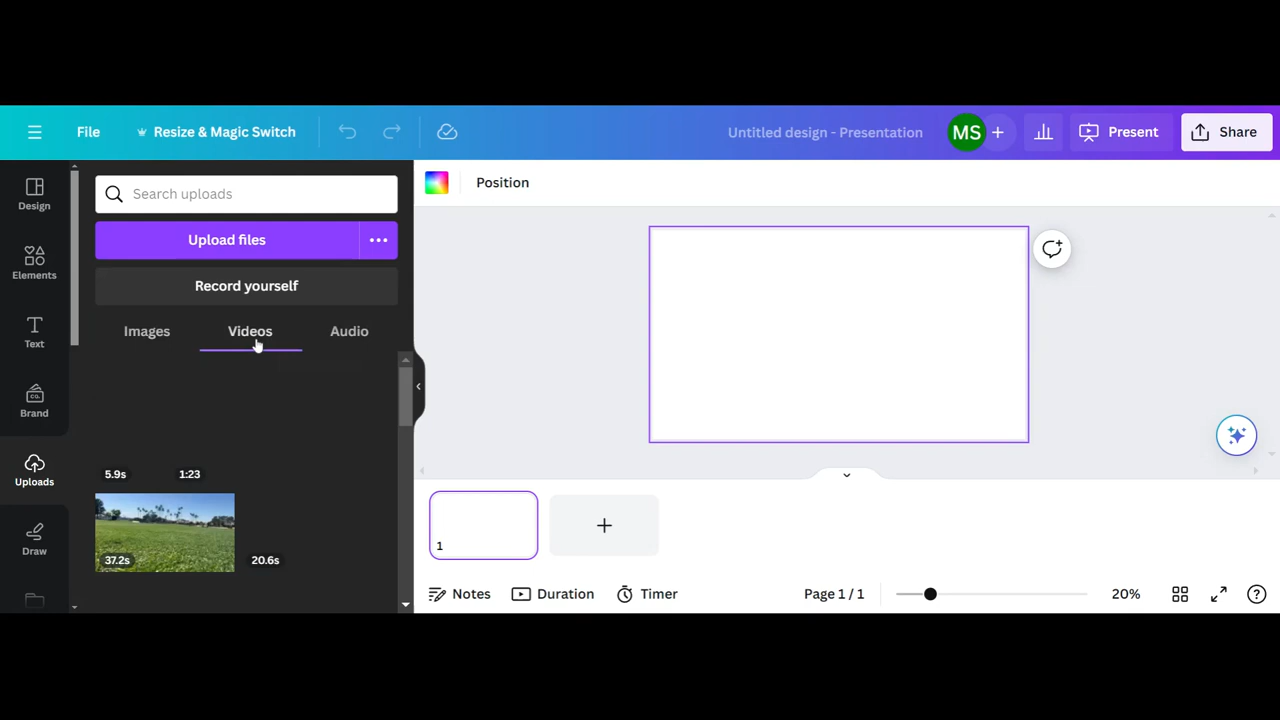 File
Resize & Magic Switch
Untitled design - Presentation
MS
Present
Share
Design
Elements
Text
Brand
CO.
Uploads
Draw
Search uploads
Upload files
Record yourself
Images
Videos
Audio
5.9s
1:23
37.2s
20.6s
Position
1
Notes
Duration
Timer
Page 1 / 1
20%